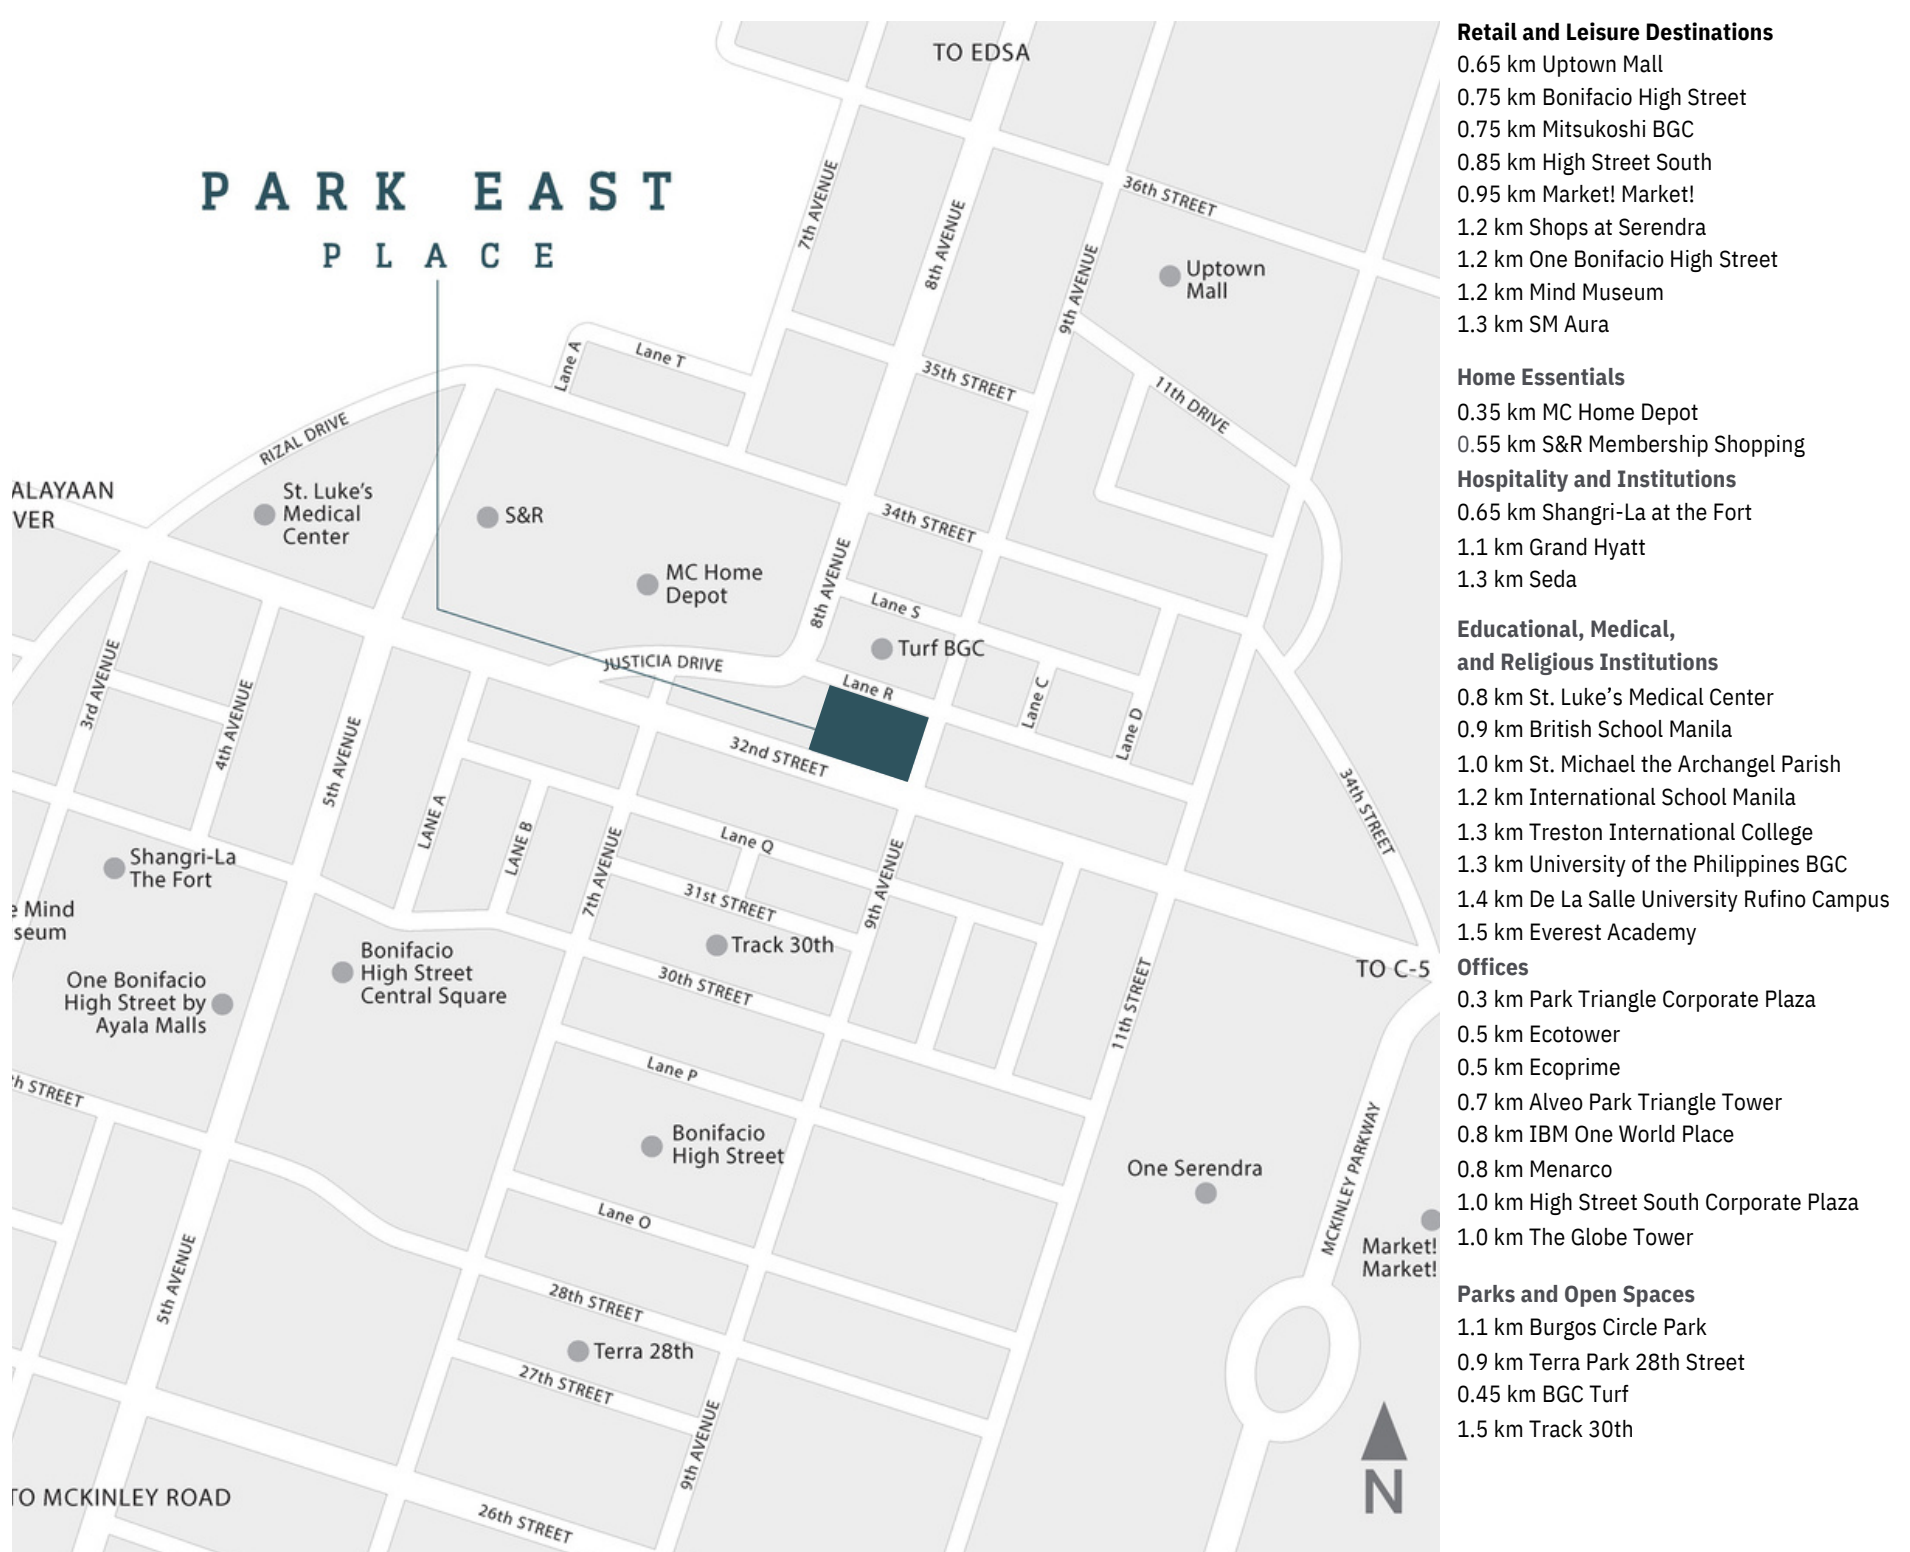 TO EDSA
PARK EAST
PLACE
7th AVENUE
8th AVENUE
9th AVENUE
36th STREET
Uptown
Mall
Lane A
Lane T
35th STREET
11th DRIVE
RIZAL DRIVE
ALAYAAN
VER
St. Luke's
Medical
Center
S&R
34th STREET
MC Home
Depot
8th AVENUE
Lane S
Turf BGC
JUSTICIA DRIVE
Lane R
Lane C
Lane D
3rd AVENUE
4th AVENUE
5th AVENUE
32nd STREET
34th STREET
LANE A
LANE B
7th AVENUE
Lane Q
9th AVENUE
Shangri-La
The Fort
31st STREET
e Mind
seum
Track 30th
Bonifacio
High Street
Central Square
30th STREET
TO C-5
One Bonifacio
High Street by
Ayala Malls
11th STREET
Lane P
h STREET
Bonifacio
High Street
One Serendra
MCKINLEY PARKWAY
Lane O
Market!
Market!
5th AVENUE
28th STREET
Terra 28th
27th STREET
9th AVENUE
TO MCKINLEY ROAD
26th STREET
N
Retail and Leisure Destinations
0.65 km Uptown Mall
0.75 km Bonifacio High Street
0.75 km Mitsukoshi BGC
0.85 km High Street South
0.95 km Market! Market!
1.2 km Shops at Serendra
1.2 km One Bonifacio High Street
1.2 km Mind Museum
1.3 km SM Aura
Home Essentials
0.35 km MC Home Depot
0.55 km S&R Membership Shopping
Hospitality and Institutions
0.65 km Shangri-La at the Fort
1.1 km Grand Hyatt
1.3 km Seda
Educational, Medical,
and Religious Institutions
0.8 km St. Luke's Medical Center
0.9 km British School Manila
1.0 km St. Michael the Archangel Parish
1.2 km International School Manila
1.3 km Treston International College
1.3 km University of the Philippines BGC
1.4 km De La Salle University Rufino Campus
1.5 km Everest Academy
Offices
0.3 km Park Triangle Corporate Plaza
0.5 km Ecotower
0.5 km Ecoprime
0.7 km Alveo Park Triangle Tower
0.8 km IBM One World Place
0.8 km Menarco
1.0 km High Street South Corporate Plaza
1.0 km The Globe Tower
Parks and Open Spaces
1.1 km Burgos Circle Park
0.9 km Terra Park 28th Street
0.45 km BGC Turf
1.5 km Track 30th